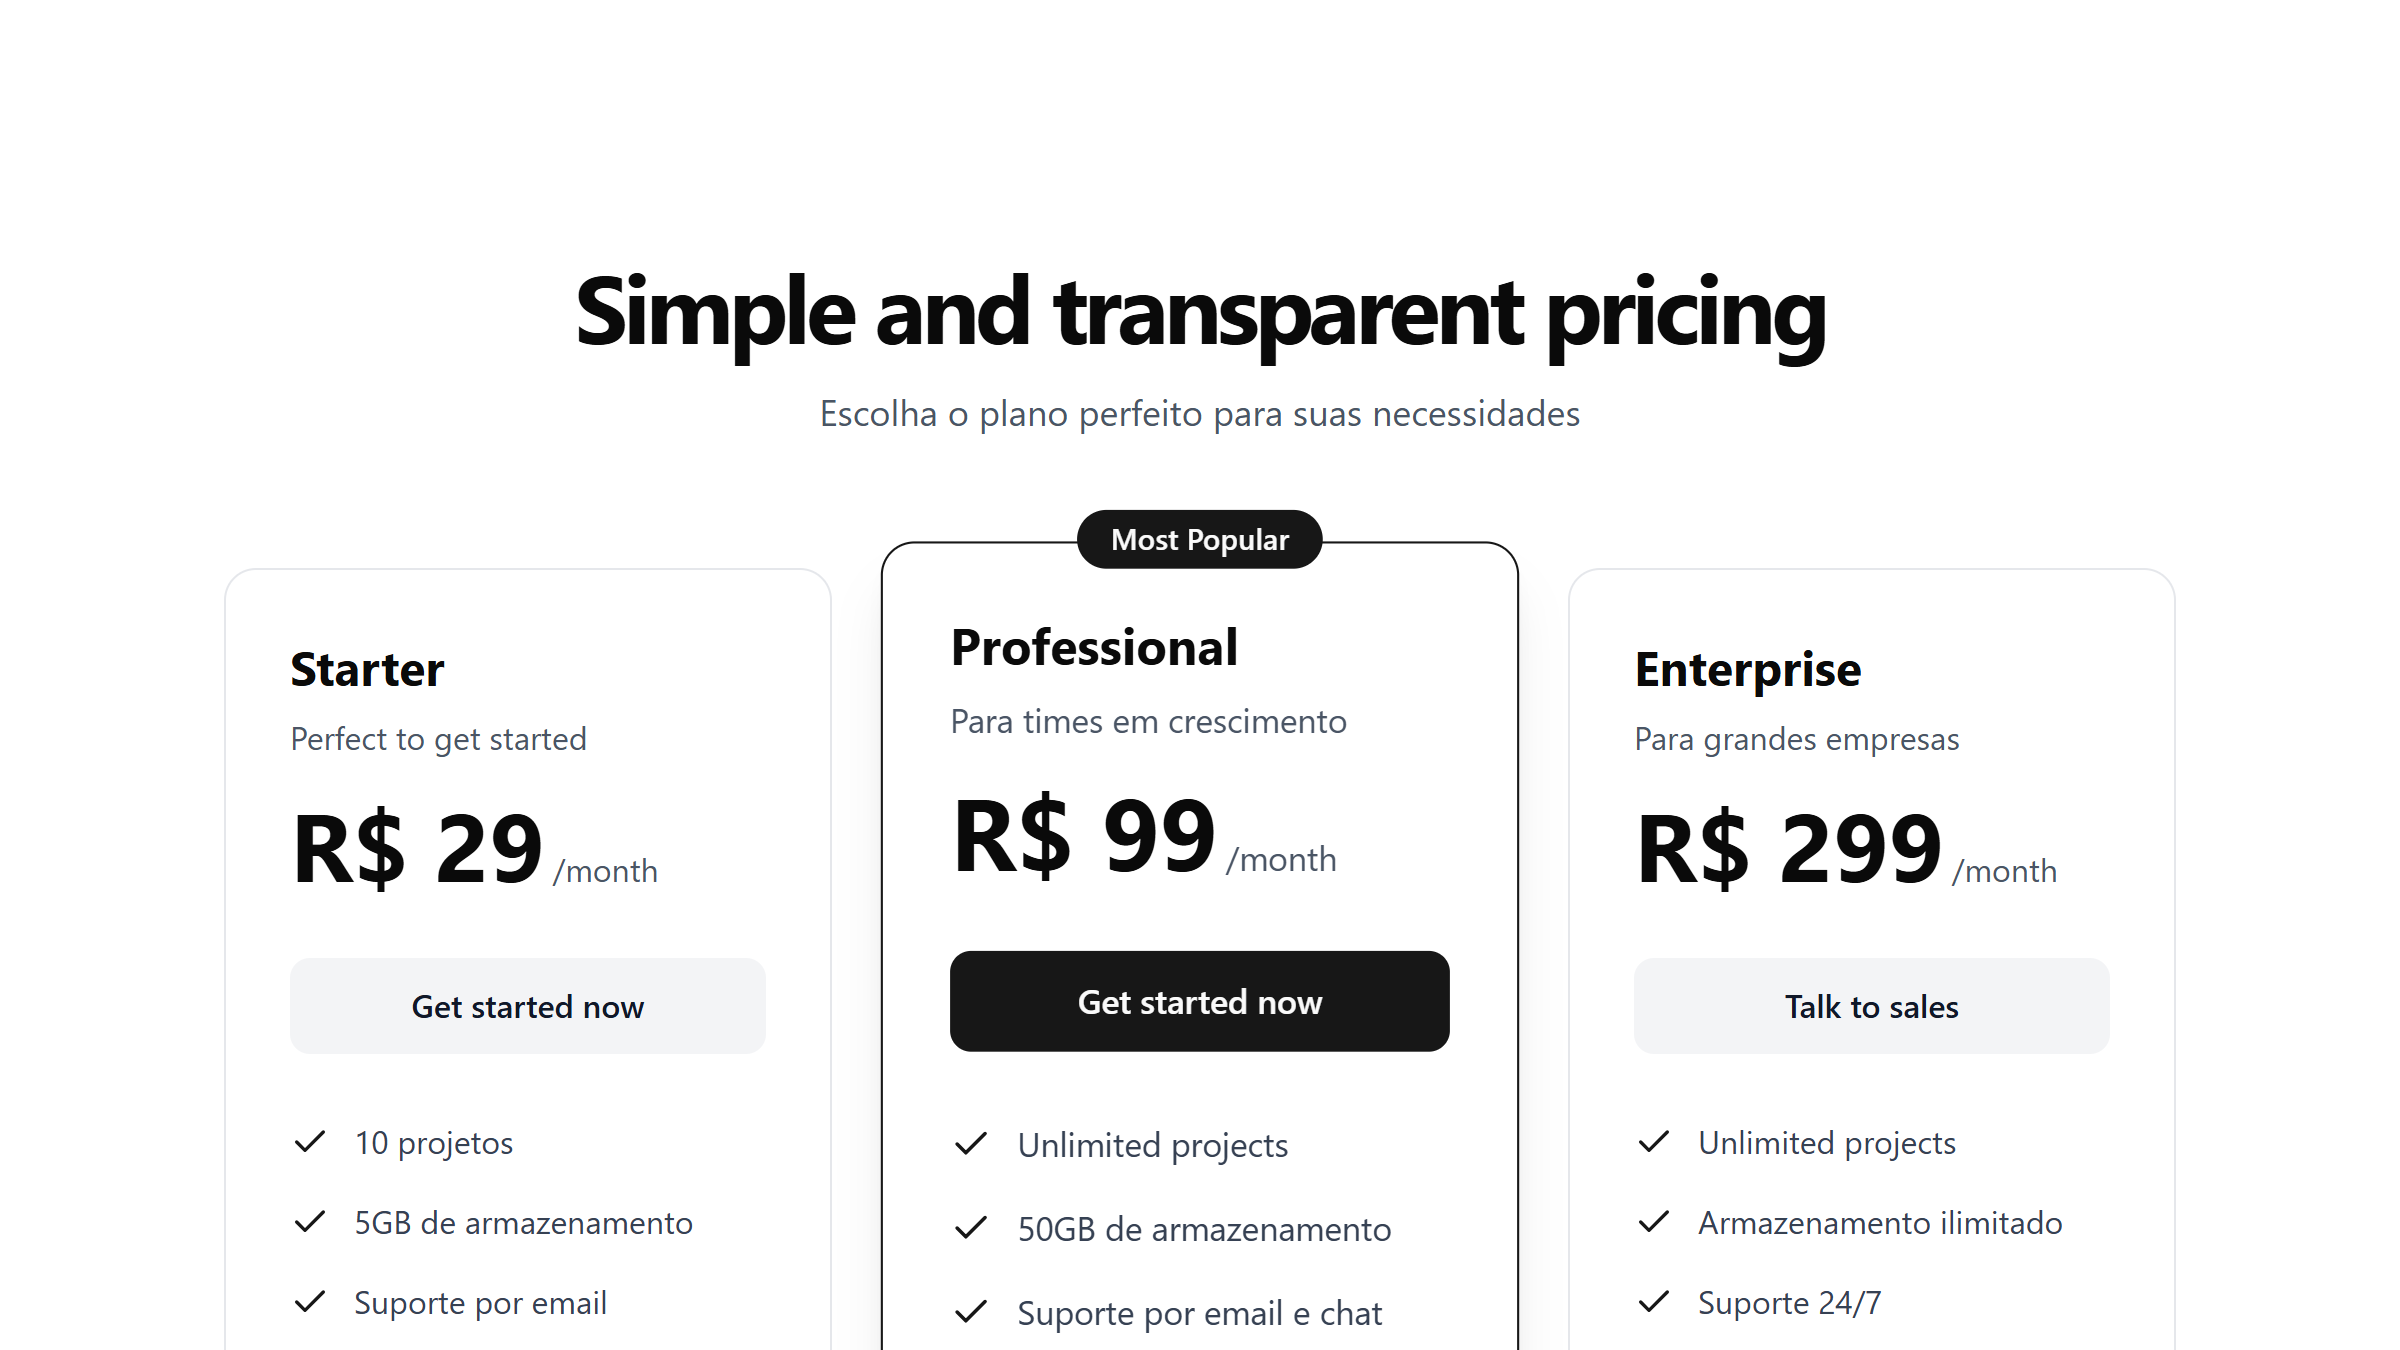 Simple and transparent pricing
Escolha o plano perfeito para suas necessidades
Starter
Perfect to get started
R$ 29 /month
Get started now
10 projetos
5GB de armazenamento
Suporte por email
Most Popular
Professional
Para times em crescimento
R$ 99 /month
Get started now
Unlimited projects
50GB de armazenamento
Suporte por email e chat
Enterprise
Para grandes empresas
R$ 299 /month
Talk to sales
Unlimited projects
Armazenamento ilimitado
Suporte 24/7